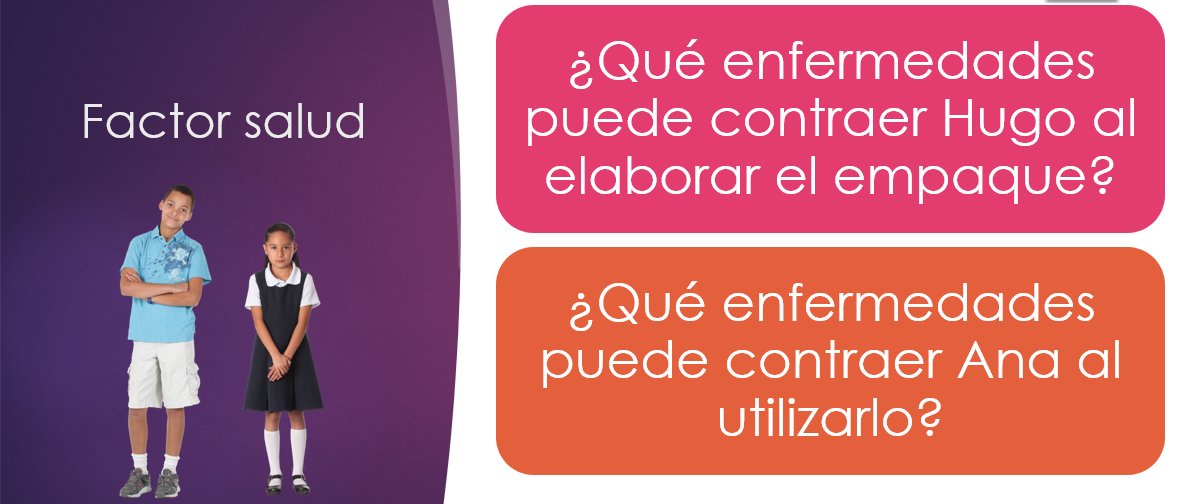 Factor salud
¿Qué enfermedades
puede contraer Hugo al
elaborar el empaque?
¿Qué enfermedades
puede contraer Ana al
utilizarlo?